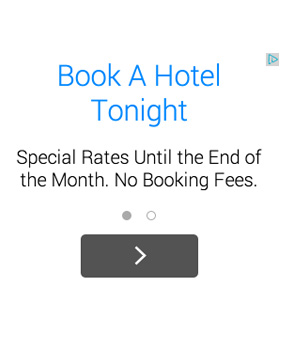 Book A Hotel
Tonight
Special Rates Until the End of
the Month. No Booking Fees.